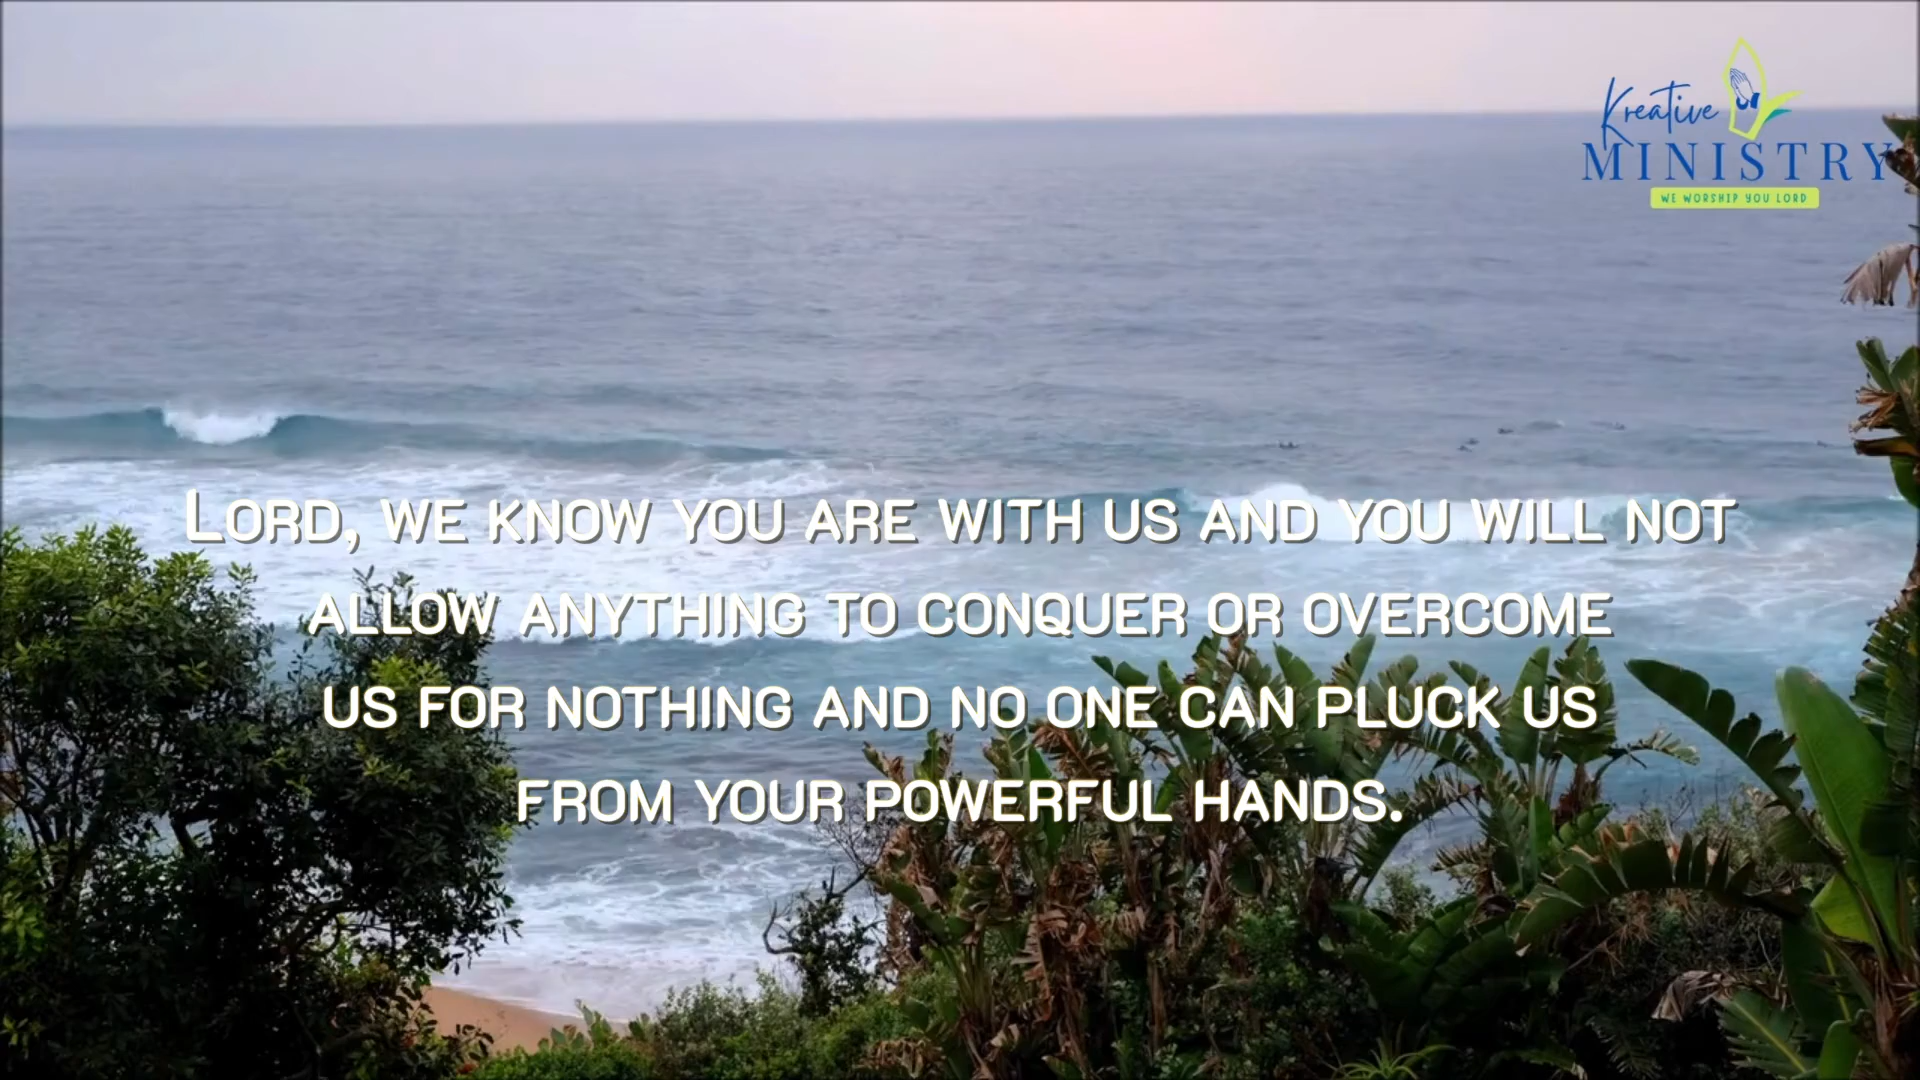 Kreative
MINISTRY
WE WORSHIP YOU LORD
Lord, we know you are with us and you will not
allow anything to conquer or overcome
us for nothing and no one can pluck us
from your powerful hands.